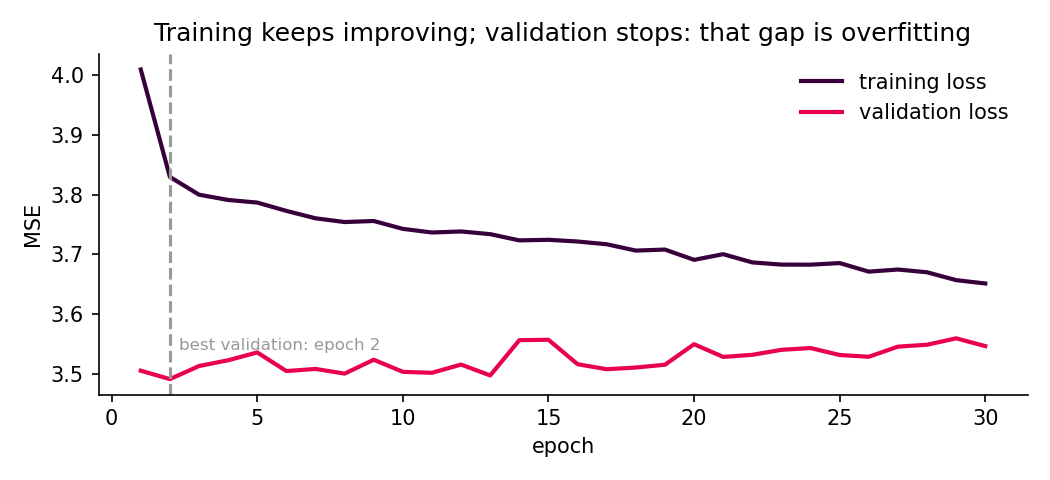 Training keeps improving; validation stops: that gap is overfitting
training loss
validation loss
4.0
3.9
3.8
3.7
3.6
3.5
MSE
best validation: epoch 2
0
5
10
15
20
25
30
epoch